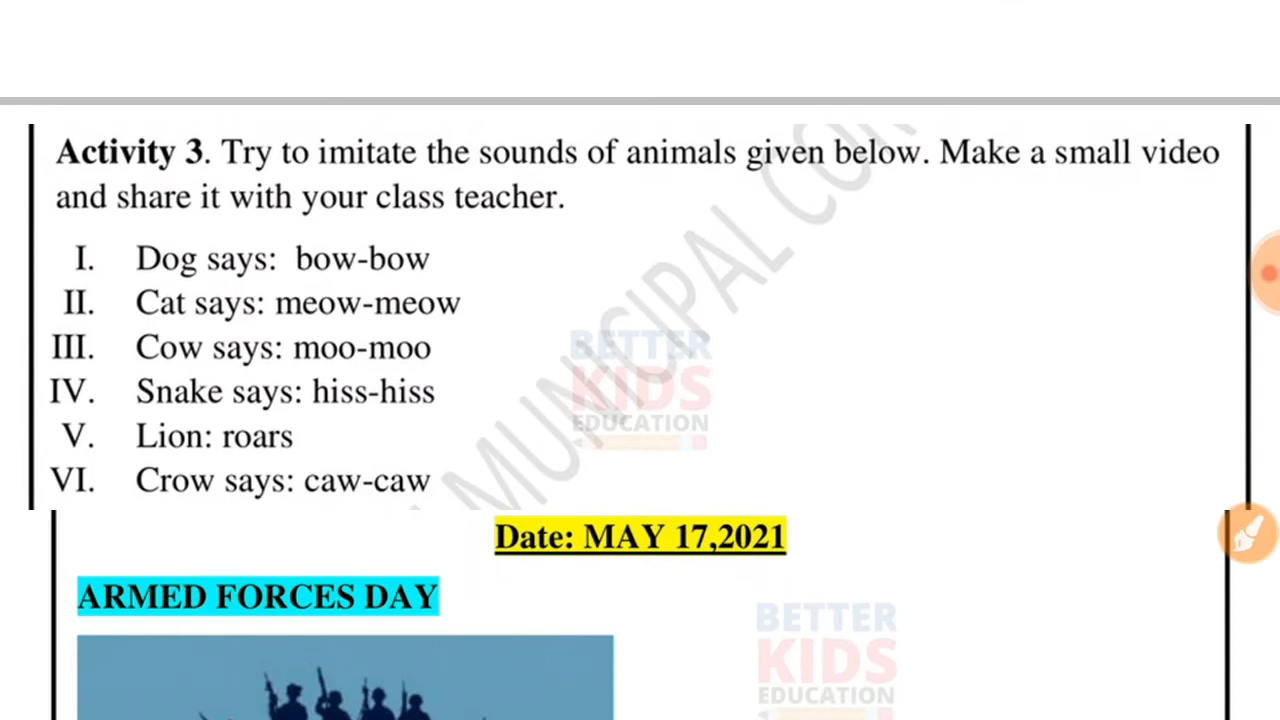 Activity 3. Try to imitate the sounds of animals given below. Make a small video
and share it with your class teacher.
I. Dog says: bow-bow
II. Cat says: meow-meow
III. Cow says: moo-moo
IV. Snake says: hiss-hiss
V. Lion: roars
VI. Crow says: caw-caw
MUNICIPAL
BETTER
KIDS
EDUCATION
Date: MAY 17,2021
ARMED FORCES DAY
BETTER
KIDS
EDUCATION